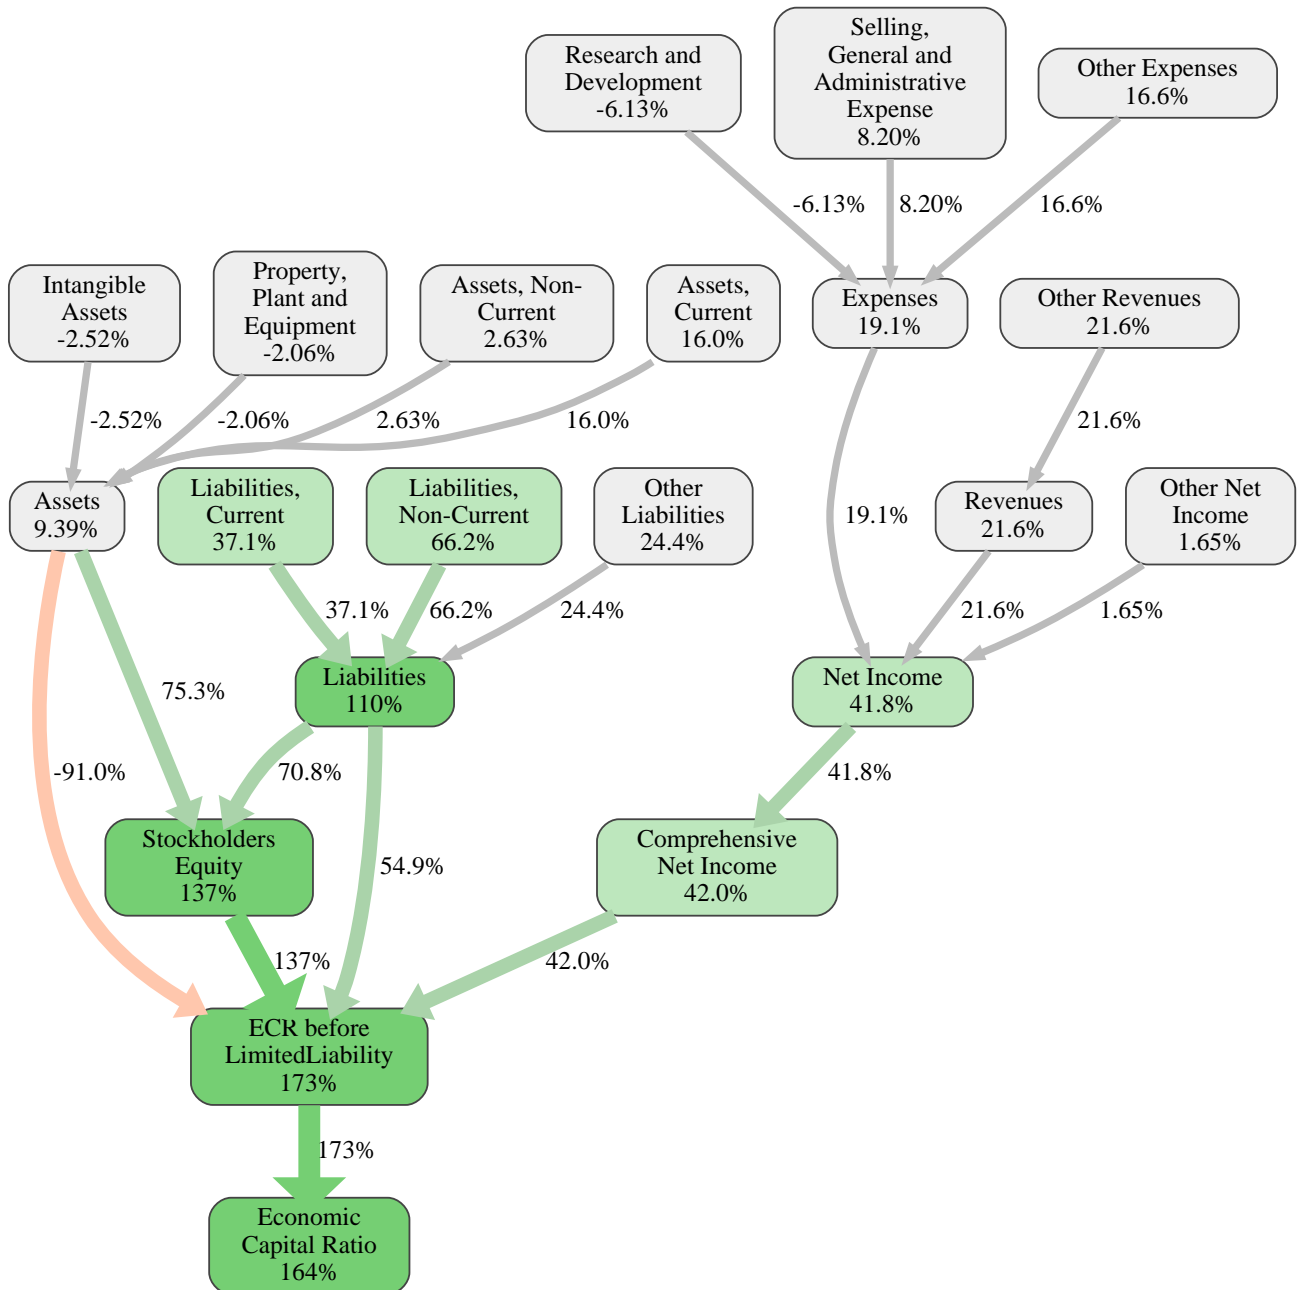 Research and
Development
-6.13%
Selling,
General and
Administrative
Expense
8.20%
Other Expenses
16.6%
-6.13%
8.20%
16.6%
Intangible
Assets
-2.52%
Property,
Plant and
Equipment
-2.06%
Assets, Non-
Current
2.63%
Assets,
Current
16.0%
Expenses
19.1%
Other Revenues
21.6%
-2.52%
-2.06%
2.63%
16.0%
21.6%
Assets
9.39%
Liabilities,
Current
37.1%
Liabilities,
Non-Current
66.2%
Other
Liabilities
24.4%
19.1%
Revenues
21.6%
Other Net
Income
1.65%
37.1%
66.2%
24.4%
21.6%
1.65%
75.3%
Liabilities
110%
Net Income
41.8%
-91.0%
70.8%
41.8%
Stockholders
Equity
137%
54.9%
Comprehensive
Net Income
42.0%
137%
42.0%
ECR before
LimitedLiability
173%
173%
Economic
Capital Ratio
164%